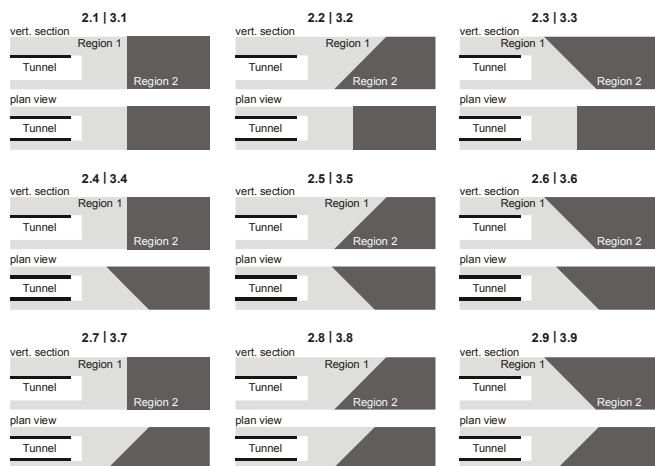 2.1 | 3.1
vert. section
Region 1
Tunnel
Region 2
plan view
Tunnel
2.2 | 3.2
vert. section
Region 1
Tunnel
Region 2
plan view
Tunnel
2.3 | 3.3
vert. section
Region 1
Tunnel
Region 2
plan view
Tunnel
2.4 | 3.4
vert. section
Region 1
Tunnel
Region 2
plan view
Tunnel
2.5 | 3.5
vert. section
Region 1
Tunnel
Region 2
plan view
Tunnel
2.6 | 3.6
vert. section
Region 1
Tunnel
Region 2
plan view
Tunnel
2.7 | 3.7
vert. section
Region 1
Tunnel
Region 2
plan view
Tunnel
2.8 | 3.8
vert. section
Region 1
Tunnel
Region 2
plan view
Tunnel
2.9 | 3.9
vert. section
Region 1
Tunnel
Region 2
plan view
Tunnel